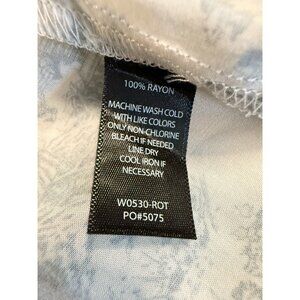 100% RAYON
MACHINE WASH COLD
WITH LIKE COLORS
ONLY NON-CHLORINE
BLEACH IF NEEDED
LINE DRY
COOL IRON IF
NECESSARY
W0530-ROT
PO#5075